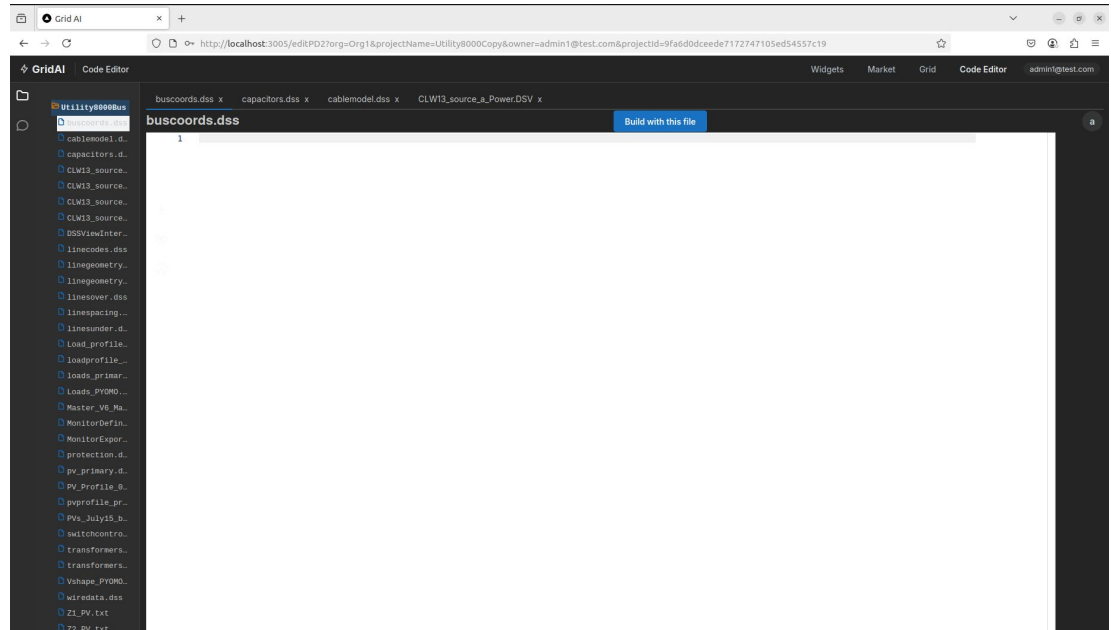 Grid AI
http://localhost:3005/editPD2?org=Org1&projectName=Utility8000Copy&owner=admin1@test.com&projectId=9fa6d0dceede7172747105ed54557c19
GridAI Code Editor Widgets Market Grid Code Editor admin1@test.com
Utility8000Bus
buscoords.dss
cablemodel.d…
capacitors.d…
CLW13_source…
CLW13_source…
CLW13_source…
CLW13_source…
DSSViewInter…
linecodes.dss
linegeometry…
linegeometry…
linesover.dss
linespacing.…
linesunder.d…
Load_profile…
loadprofile_…
loads_primar…
Loads_PYOMO.…
Master_V6_Ma…
MonitorDefin…
MonitorExpor…
protection.d…
pv_primary.d…
PV_Profile_0…
pvprofile_pr…
PVs_July15_b…
switchcontro…
transformers…
transformers…
Vshape_PYOMO…
wiredata.dss
Z1_PV.txt
Z2_PV.txt
buscoords.dss x capacitors.dss x cablemodel.dss x CLW13_source_a_Power.DSV x
buscoords.dss Build with this file a
1